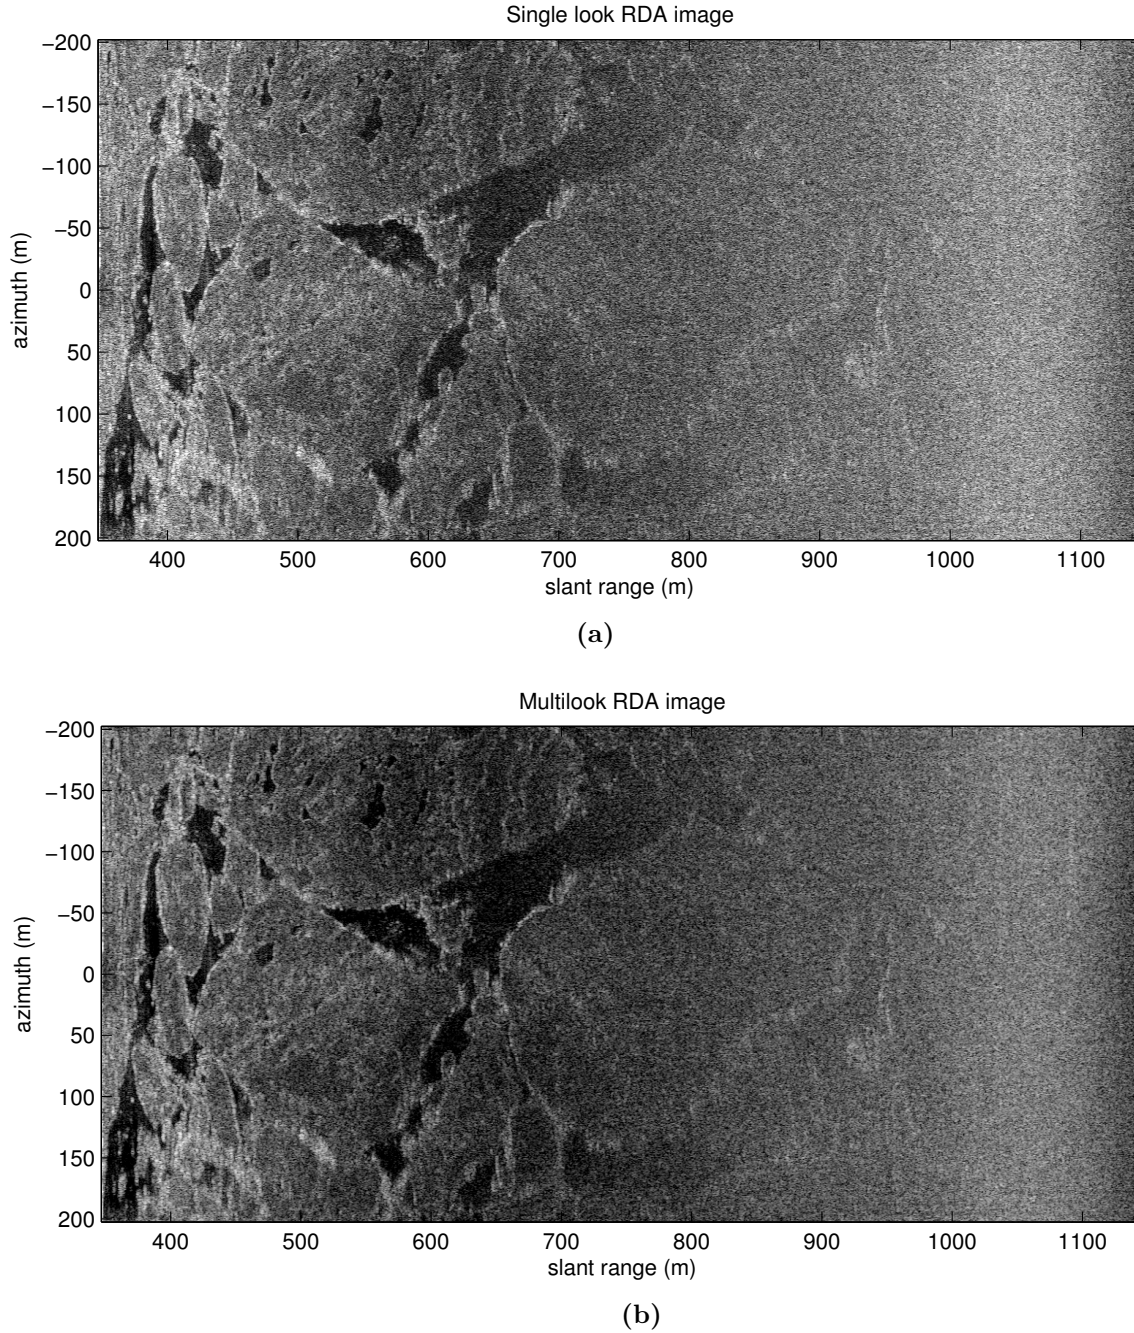 Single look RDA image
−200
−150
−100
−50
0
50
100
150
200
azimuth (m)
400 500 600 700 800 900 1000 1100
slant range (m)
(a)
Multilook RDA image
−200
−150
−100
−50
0
50
100
150
200
azimuth (m)
400 500 600 700 800 900 1000 1100
slant range (m)
(b)